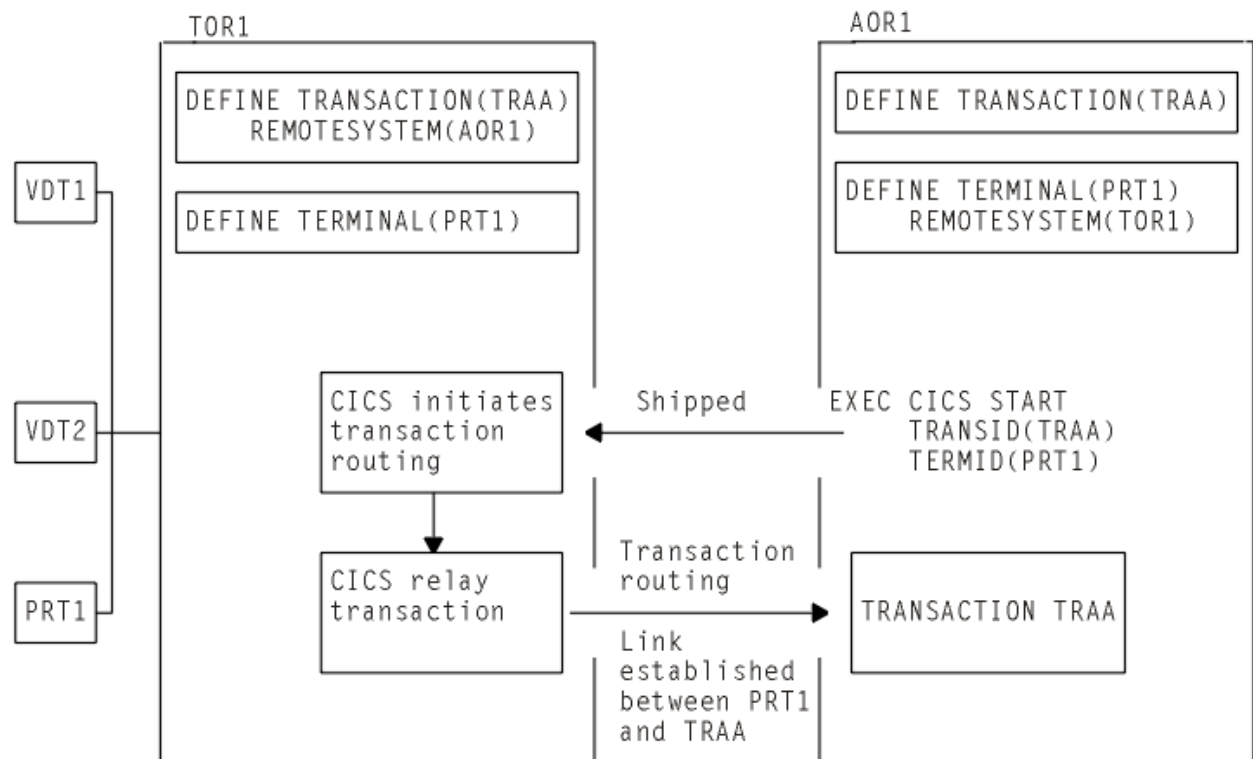 TOR1
AOR1
DEFINE TRANSACTION(TRAA)
REMOTESYSTEM(AOR1)
DEFINE TRANSACTION(TRAA)
VDT1
DEFINE TERMINAL(PRT1)
DEFINE TERMINAL(PRT1)
REMOTESYSTEM(TOR1)
VDT2
CICS initiates
transaction
routing
Shipped
EXEC CICS START
TRANSID(TRAA)
TERMID(PRT1)
PRT1
CICS relay
transaction
Transaction
routing
Link
established
between PRT1
and TRAA
TRANSACTION TRAA